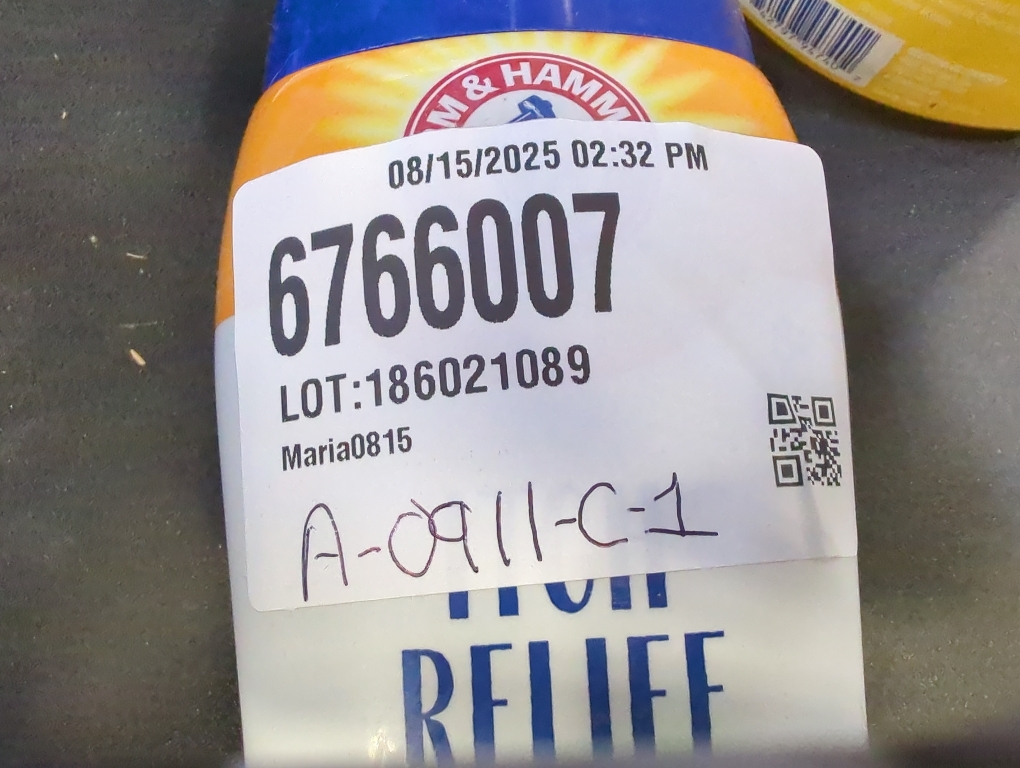 M & HAMM
08/15/2025 02:32 PM
6766007
LOT:186021089
Maria0815
A-0911-C-1
RELIEF